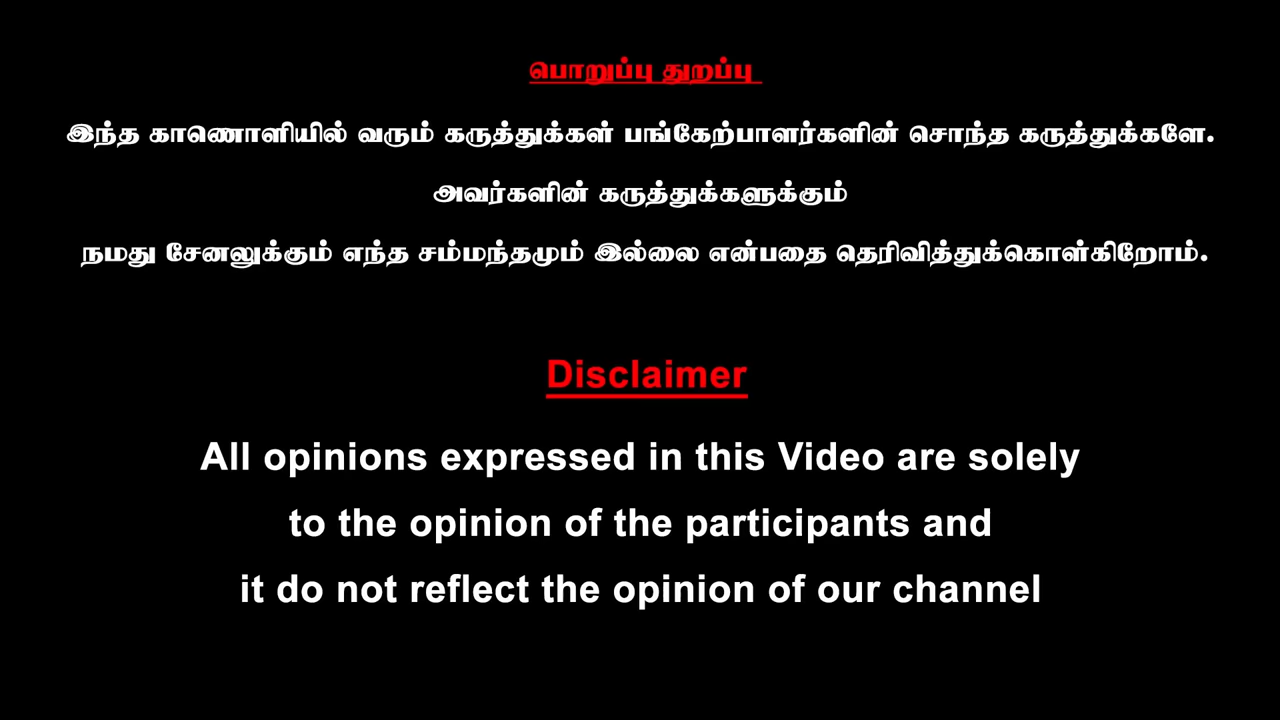 பொறுப்பு துறப்பு
இந்த காணொளியில் வரும் கருத்துக்கள் பங்கேற்பாளர்களின் சொந்த கருத்துக்களே.
அவர்களின் கருத்துக்களுக்கும்
நமது சேனலுக்கும் எந்த சம்மந்தமும் இல்லை என்பதை தெரிவித்துக்கொள்கிறோம்.
Disclaimer
All opinions expressed in this Video are solely
to the opinion of the participants and
it do not reflect the opinion of our channel